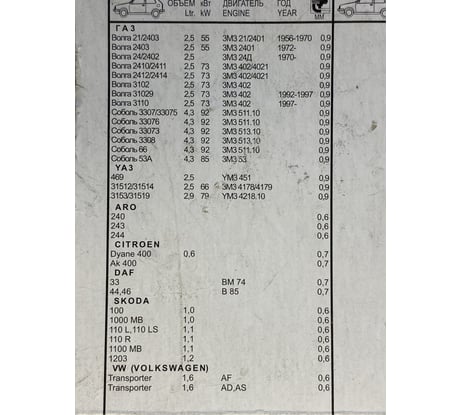 ОБЪЕМ кВт ДВИГАТЕЛЬ ГОД
Ltr. kW ENGINE YEAR ММ
ГАЗ
Волга 21/2403 2,5 55 ЗМЗ 21/2401 1956-1970 0,9
Волга 2403 2,5 55 ЗМЗ 2401 1972- 0,9
Волга 24/2402 2,5 ЗМЗ 24Д 1970- 0,9
Волга 2410/2411 2,5 73 ЗМЗ 402/4021 0,9
Волга 2412/2414 2,5 73 ЗМЗ 402/4021 0,9
Волга 3102 2,5 73 ЗМЗ 402 0,9
Волга 31029 2,5 73 ЗМЗ 402 1992-1997 0,9
Волга 3110 2,5 73 ЗМЗ 402 1997- 0,9
Соболь 3307/33075 4,3 92 ЗМЗ 511.10 0,9
Соболь 33076 4,3 92 ЗМЗ 511.10 0,9
Соболь 33073 4,3 92 ЗМЗ 513.10 0,9
Соболь 3308 4,3 92 ЗМЗ 513.10 0,9
Соболь 66 4,3 92 ЗМЗ 511.10 0,9
Соболь 53А 4,3 85 ЗМЗ 53 0,9
УАЗ
469 2,5 УМЗ 451 0,9
31512/31514 2,5 66 ЗМЗ 4178/4179 0,9
3153/31519 2,9 79 УМЗ 4218.10 0,9
ARO
240 0,6
243 0,6
244 0,6
CITROEN
Dyane 400 0,6 0,7
Ak 400 0,7
DAF
33 BM 74 0,7
44,46 B 85 0,7
SKODA
100 1,0 0,6
1000 MB 1,0 0,6
110 L,110 LS 1,1 0,6
110 R 1,1 0,6
1100 MB 1,1 0,6
1203 1,2 0,6
VW (VOLKSWAGEN)
Transporter 1,6 AF 0,6
Transporter 1,6 AD,AS 0,6